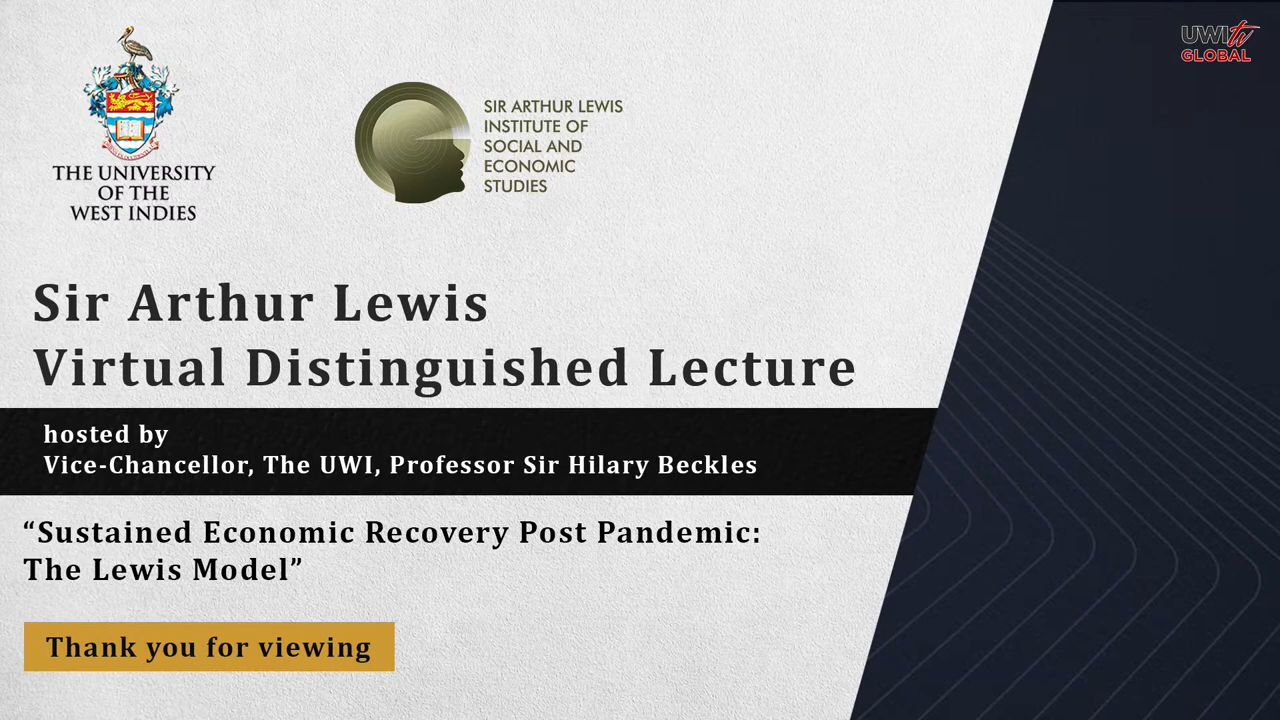 THE UNIVERSITY
OF THE
WEST INDIES
SIR ARTHUR LEWIS
INSTITUTE OF
SOCIAL AND
ECONOMIC
STUDIES
UWItv
GLOBAL
Sir Arthur Lewis
Virtual Distinguished Lecture
hosted by
Vice-Chancellor, The UWI, Professor Sir Hilary Beckles
“Sustained Economic Recovery Post Pandemic:
The Lewis Model”
Thank you for viewing